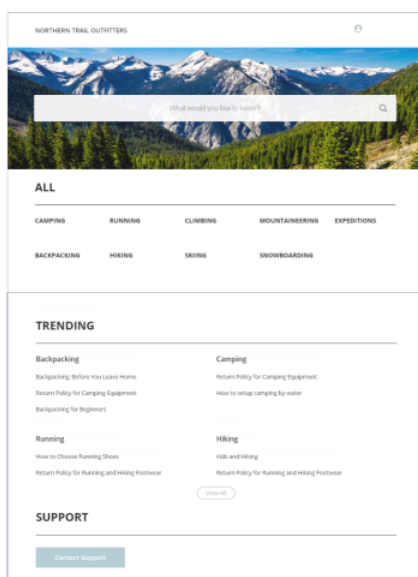 NORTHERN TRAIL OUTFITTERS
What would you like to know?
ALL
CAMPING RUNNING CLIMBING MOUNTAINEERING EXPEDITIONS
BACKPACKING HIKING SKIING SNOWBOARDING
TRENDING
Backpacking
Backpacking: Before You Leave Home
Return Policy for Camping Equipment
Backpacking for Beginners
Camping
Return Policy for Camping Equipment
How to setup camping by water
Running
How to Choose Running Shoes
Return Policy for Running and Hiking Footwear
Hiking
Kids and Hiking
Return Policy for Running and Hiking Footwear
View All
SUPPORT
Contact Support